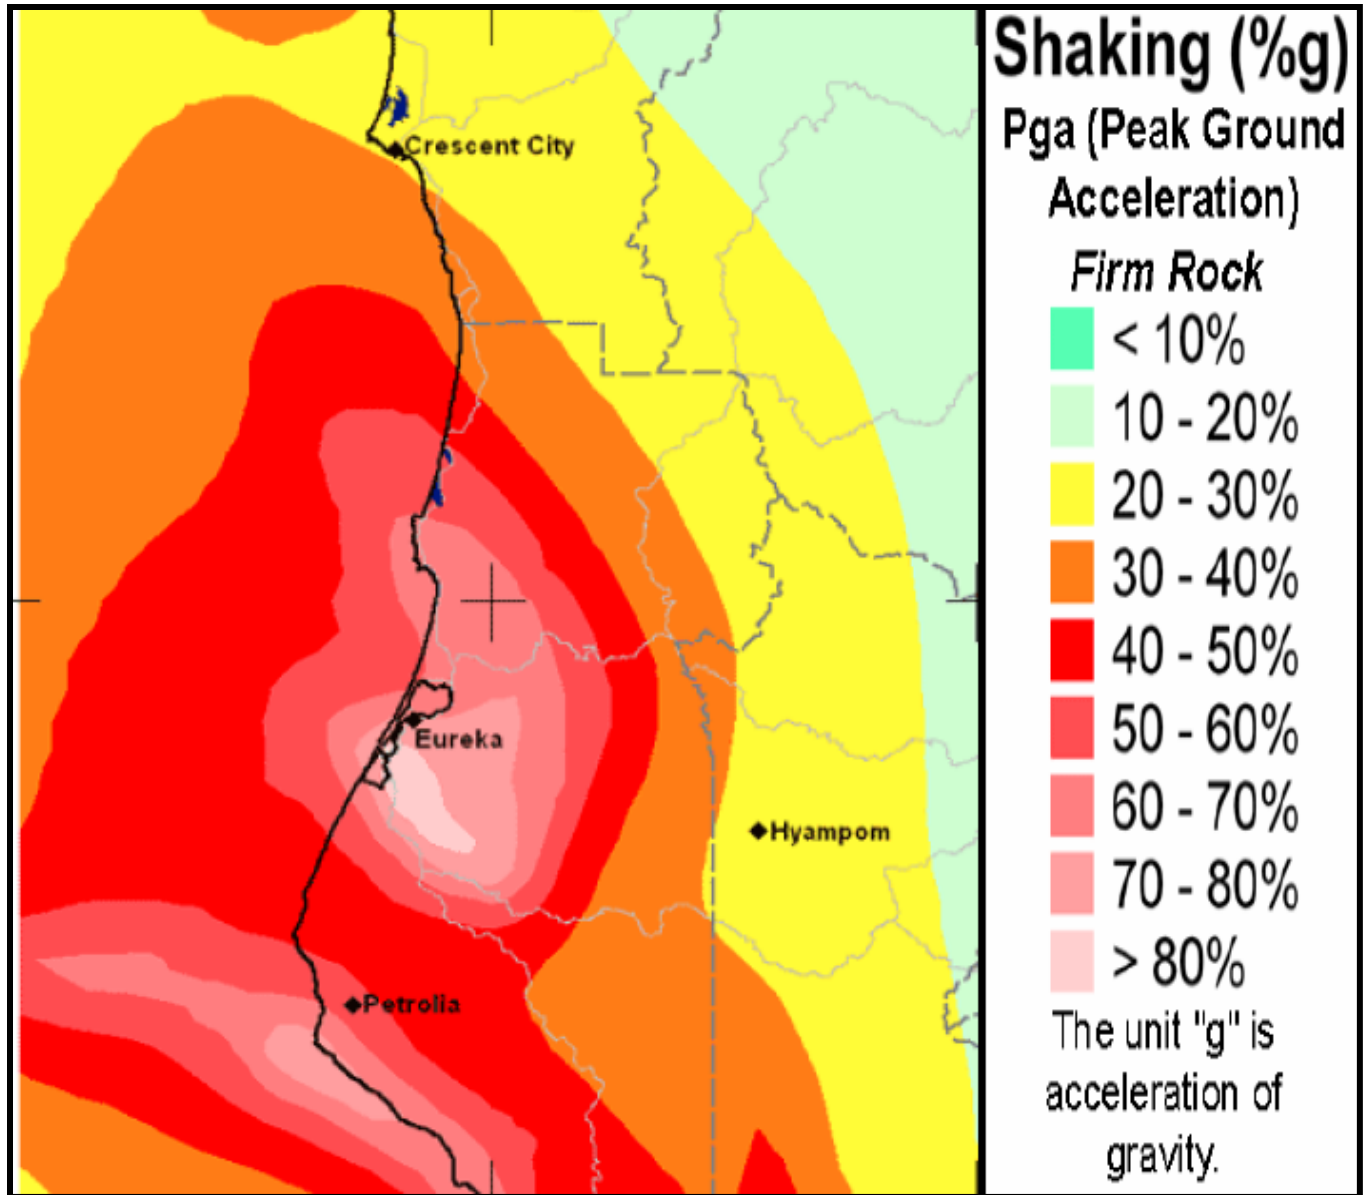 Crescent City
Eureka
Hyampom
Petrolia
Shaking (%g)
Pga (Peak Ground
Acceleration)
Firm Rock
< 10%
10 - 20%
20 - 30%
30 - 40%
40 - 50%
50 - 60%
60 - 70%
70 - 80%
> 80%
The unit "g" is
acceleration of
gravity.